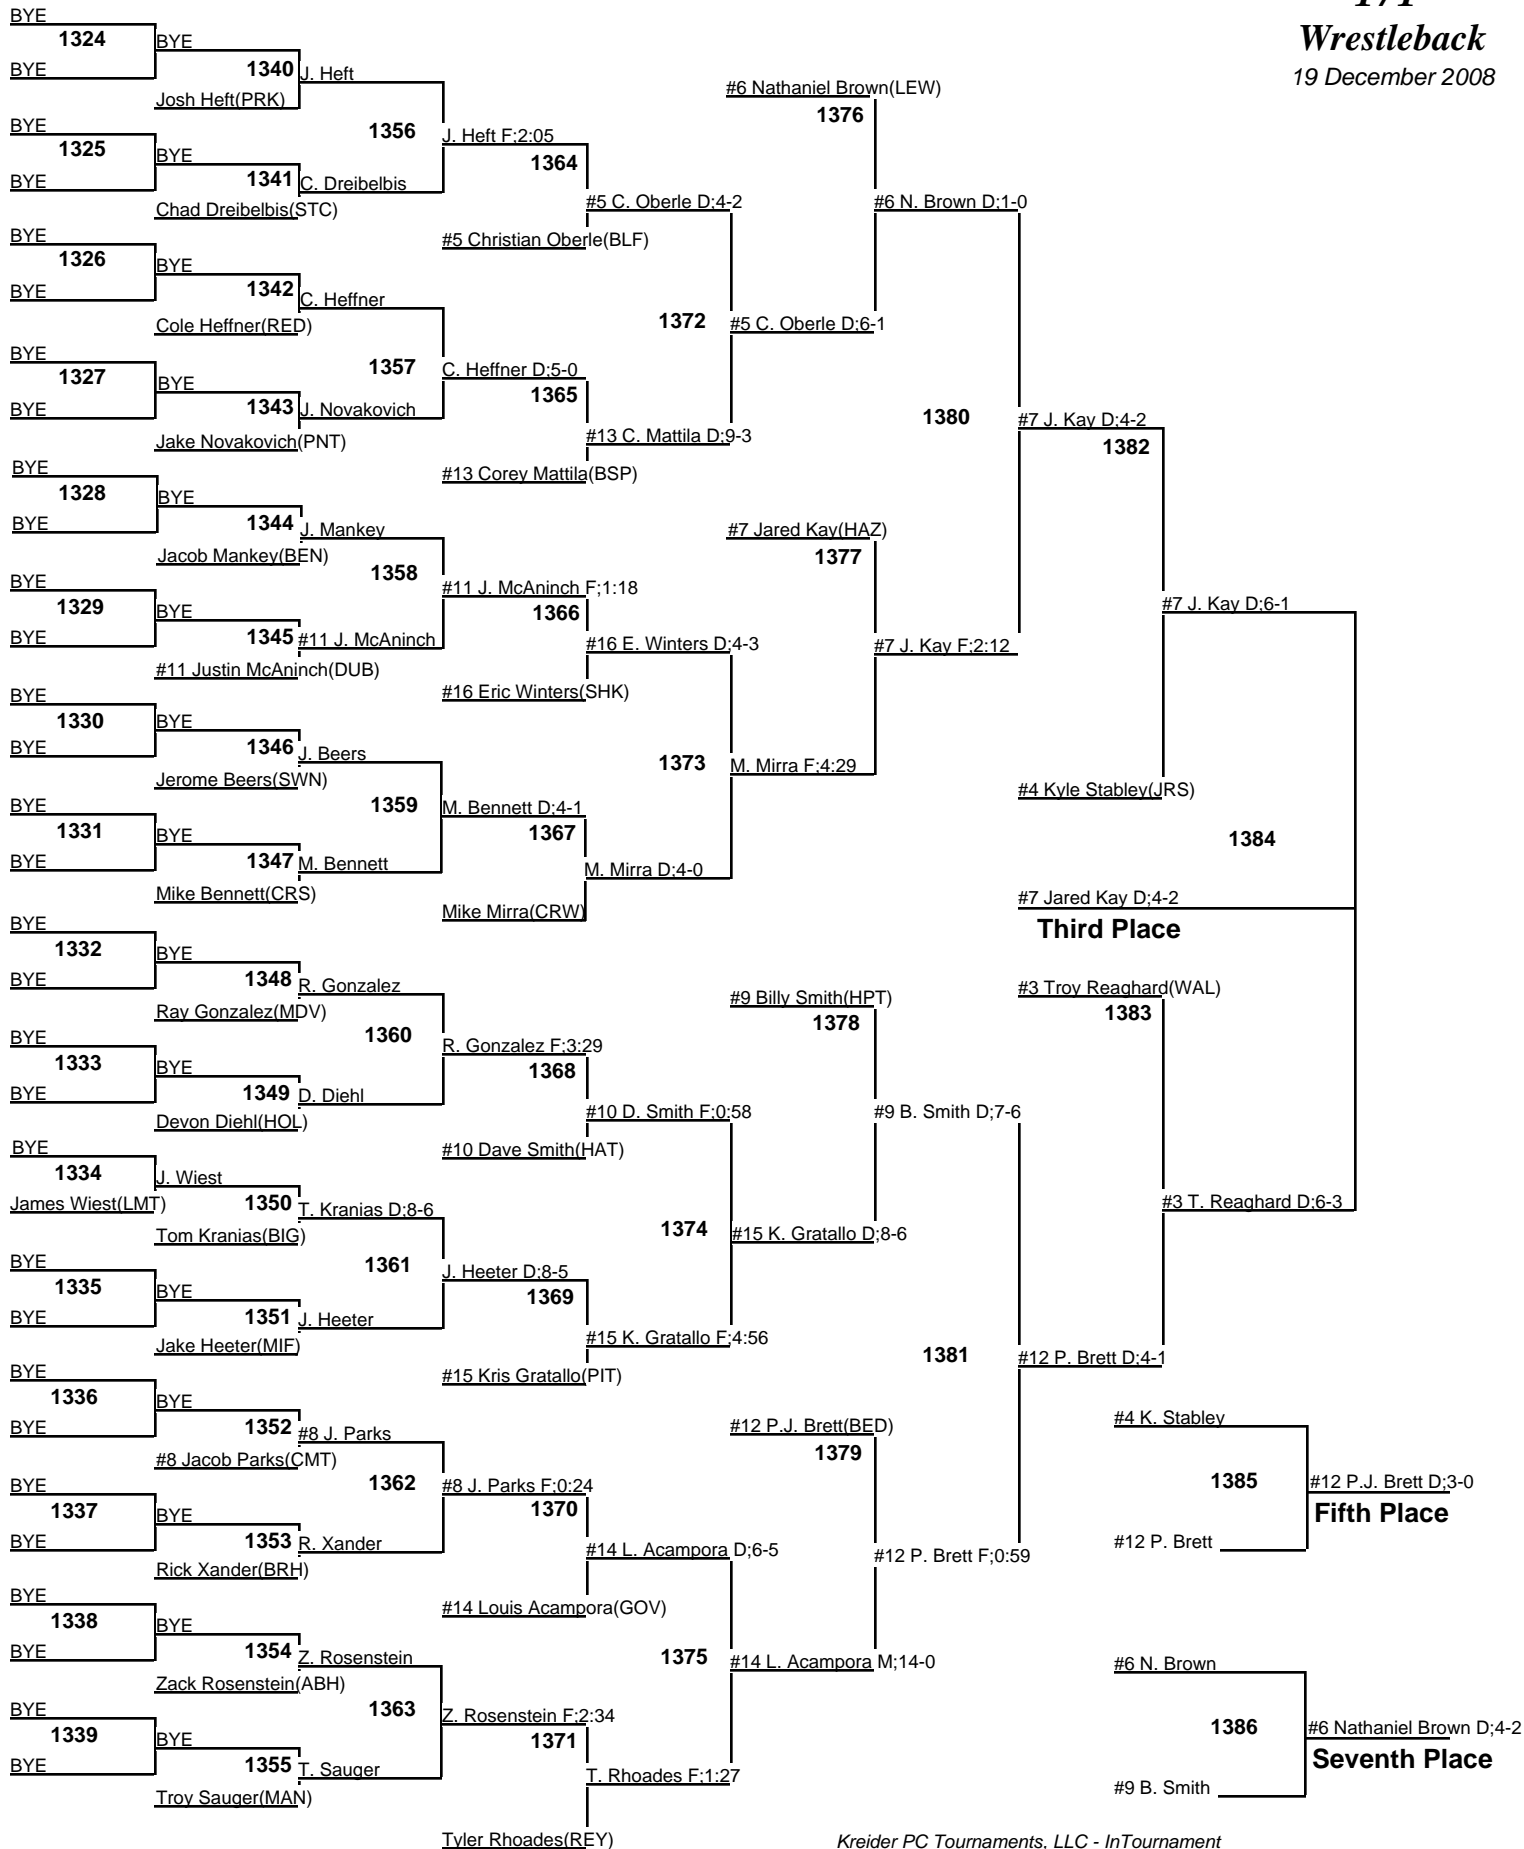 Wrestleback
19 December 2008
BYE
1324
BYE
BYE
1340
J. Heft
Josh Heft(PRK)
BYE
1325
BYE
BYE
1341
C. Dreibelbis
Chad Dreibelbis(STC)
1356
J. Heft F;2:05
1364
#5 C. Oberle D;4-2
#5 Christian Oberle(BLF)
BYE
1326
BYE
BYE
1342
C. Heffner
Cole Heffner(RED)
BYE
1327
BYE
BYE
1343
J. Novakovich
Jake Novakovich(PNT)
1357
C. Heffner D;5-0
1365
#13 C. Mattila D;9-3
#13 Corey Mattila(BSP)
1372
#5 C. Oberle D;6-1
#6 Nathaniel Brown(LEW)
1376
#6 N. Brown D;1-0
BYE
1328
BYE
BYE
1344
J. Mankey
Jacob Mankey(BEN)
BYE
1329
BYE
BYE
1345
#11 J. McAninch
#11 Justin McAninch(DUB)
1358
#11 J. McAninch F;1:18
1366
#16 E. Winters D;4-3
#16 Eric Winters(SHK)
BYE
1330
BYE
BYE
1346
J. Beers
Jerome Beers(SWN)
BYE
1331
BYE
BYE
1347
M. Bennett
Mike Bennett(CRS)
1359
M. Bennett D;4-1
1367
M. Mirra D;4-0
Mike Mirra(CRW)
1373
M. Mirra F;4:29
#7 Jared Kay(HAZ)
1377
#7 J. Kay F;2:12
1380
#7 J. Kay D;4-2
1382
#7 J. Kay D;6-1
#4 Kyle Stabley(JRS)
1384
#7 Jared Kay D;4-2
Third Place
BYE
1332
BYE
BYE
1348
R. Gonzalez
Ray Gonzalez(MDV)
BYE
1333
BYE
BYE
1349
D. Diehl
Devon Diehl(HOL)
1360
R. Gonzalez F;3:29
1368
#10 D. Smith F;0:58
#10 Dave Smith(HAT)
BYE
1334
James Wiest(LMT)
J. Wiest
1350
T. Kranias D;8-6
Tom Kranias(BIG)
BYE
1335
BYE
BYE
1351
J. Heeter
Jake Heeter(MIF)
1361
J. Heeter D;8-5
1369
#15 K. Gratallo F;4:56
#15 Kris Gratallo(PIT)
1374
#15 K. Gratallo D;8-6
#9 Billy Smith(HPT)
1378
#9 B. Smith D;7-6
#3 Troy Reaghard(WAL)
1383
#3 T. Reaghard D;6-3
BYE
1336
BYE
BYE
1352
#8 J. Parks
#8 Jacob Parks(CMT)
BYE
1337
BYE
BYE
1353
R. Xander
Rick Xander(BRH)
1362
#8 J. Parks F;0:24
1370
#14 L. Acampora D;6-5
#14 Louis Acampora(GOV)
BYE
1338
BYE
BYE
1354
Z. Rosenstein
Zack Rosenstein(ABH)
BYE
1339
BYE
BYE
1355
T. Sauger
Troy Sauger(MAN)
1363
Z. Rosenstein F;2:34
1371
T. Rhoades F;1:27
Tyler Rhoades(REY)
1375
#14 L. Acampora M;14-0
#12 P.J. Brett(BED)
1379
#12 P. Brett F;0:59
1381
#12 P. Brett D;4-1
#4 K. Stabley
1385
#12 P. Brett
#12 P.J. Brett D;3-0
Fifth Place
#6 N. Brown
1386
#9 B. Smith
#6 Nathaniel Brown D;4-2
Seventh Place
Kreider PC Tournaments, LLC - InTournament